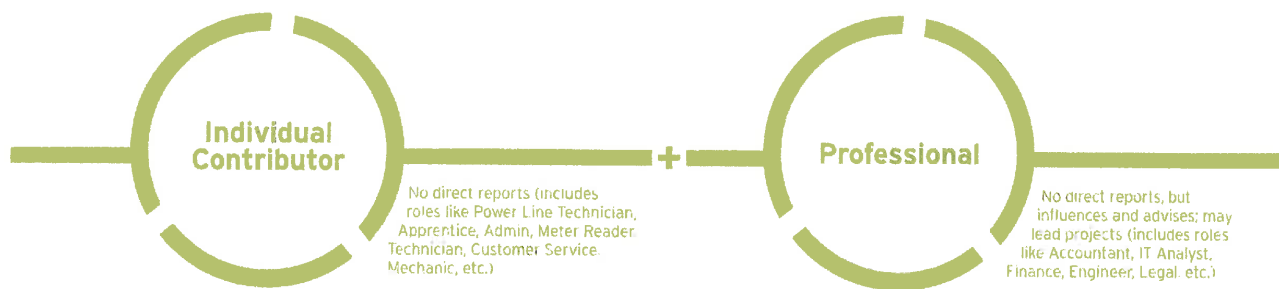 Individual
Contributor
No direct reports (includes
roles like Power Line Technician,
Apprentice, Admin, Meter Reader,
Technician, Customer Service,
Mechanic, etc.)
+
Professional
No direct reports, but
influences and advises; may
lead projects (includes roles
like Accountant, IT Analyst,
Finance, Engineer, Legal, etc.)